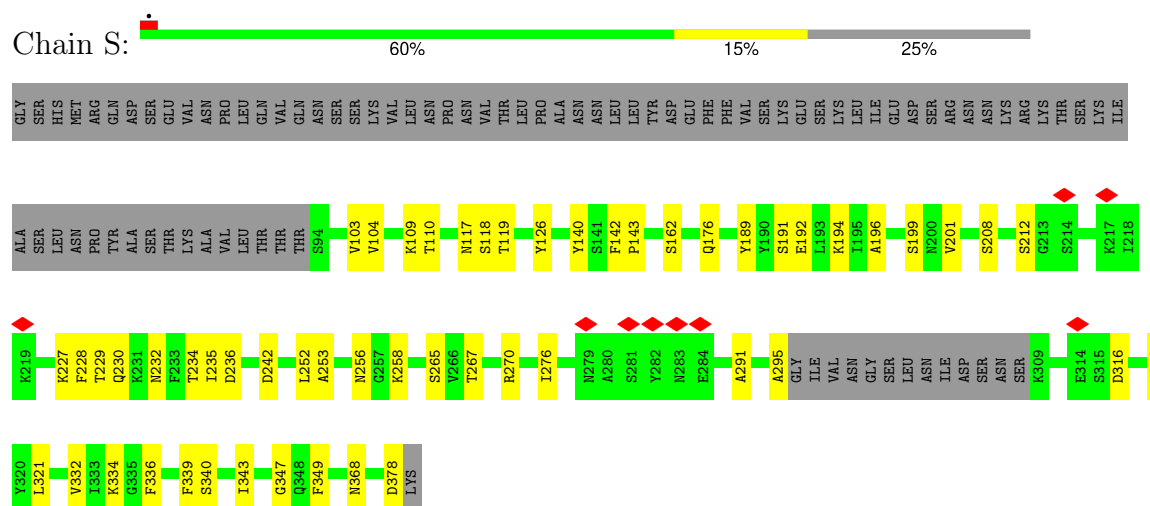 Chain S:
60% 15% 25%
GLY SER HIS MET ARG GLN ASP SER GLU VAL ASN PRO LEU GLN VAL GLN ASN SER SER LYS VAL LEU ASN PRO ASN VAL THR LEU PRO ALA ASN ASN LEU LEU TYR ASP GLU PHE PHE VAL SER LYS GLU SER LYS LEU ILE GLU ASP SER ARG ASN ASN LYS ARG LYS THR SER LYS ILE
ALA SER LEU ASN PRO TYR ALA SER THR LYS ALA VAL LEU THR THR THR S94 V103 V104 K109 T110 N117 S118 T119 Y126 Y140 S141 F142 P143 S162 Q176 Y189 Y190 S191 E192 L193 K194 I195 A196 S199 N200 V201 S208 S212 G213 S214 K217 I218
K219 K227 F228 T229 Q230 K231 N232 F233 T234 I235 D236 D242 L252 A253 N256 G257 K258 S265 V266 T267 R270 I276 N279 A280 S281 Y282 N283 E284 A291 A295 GLY ILE VAL ASN GLY SER LEU ASN ILE ASP SER ASN SER K309 E314 S315 D316
Y320 L321 V332 I333 K334 G335 F336 F339 S340 I343 G347 Q348 F349 N368 D378 LYS